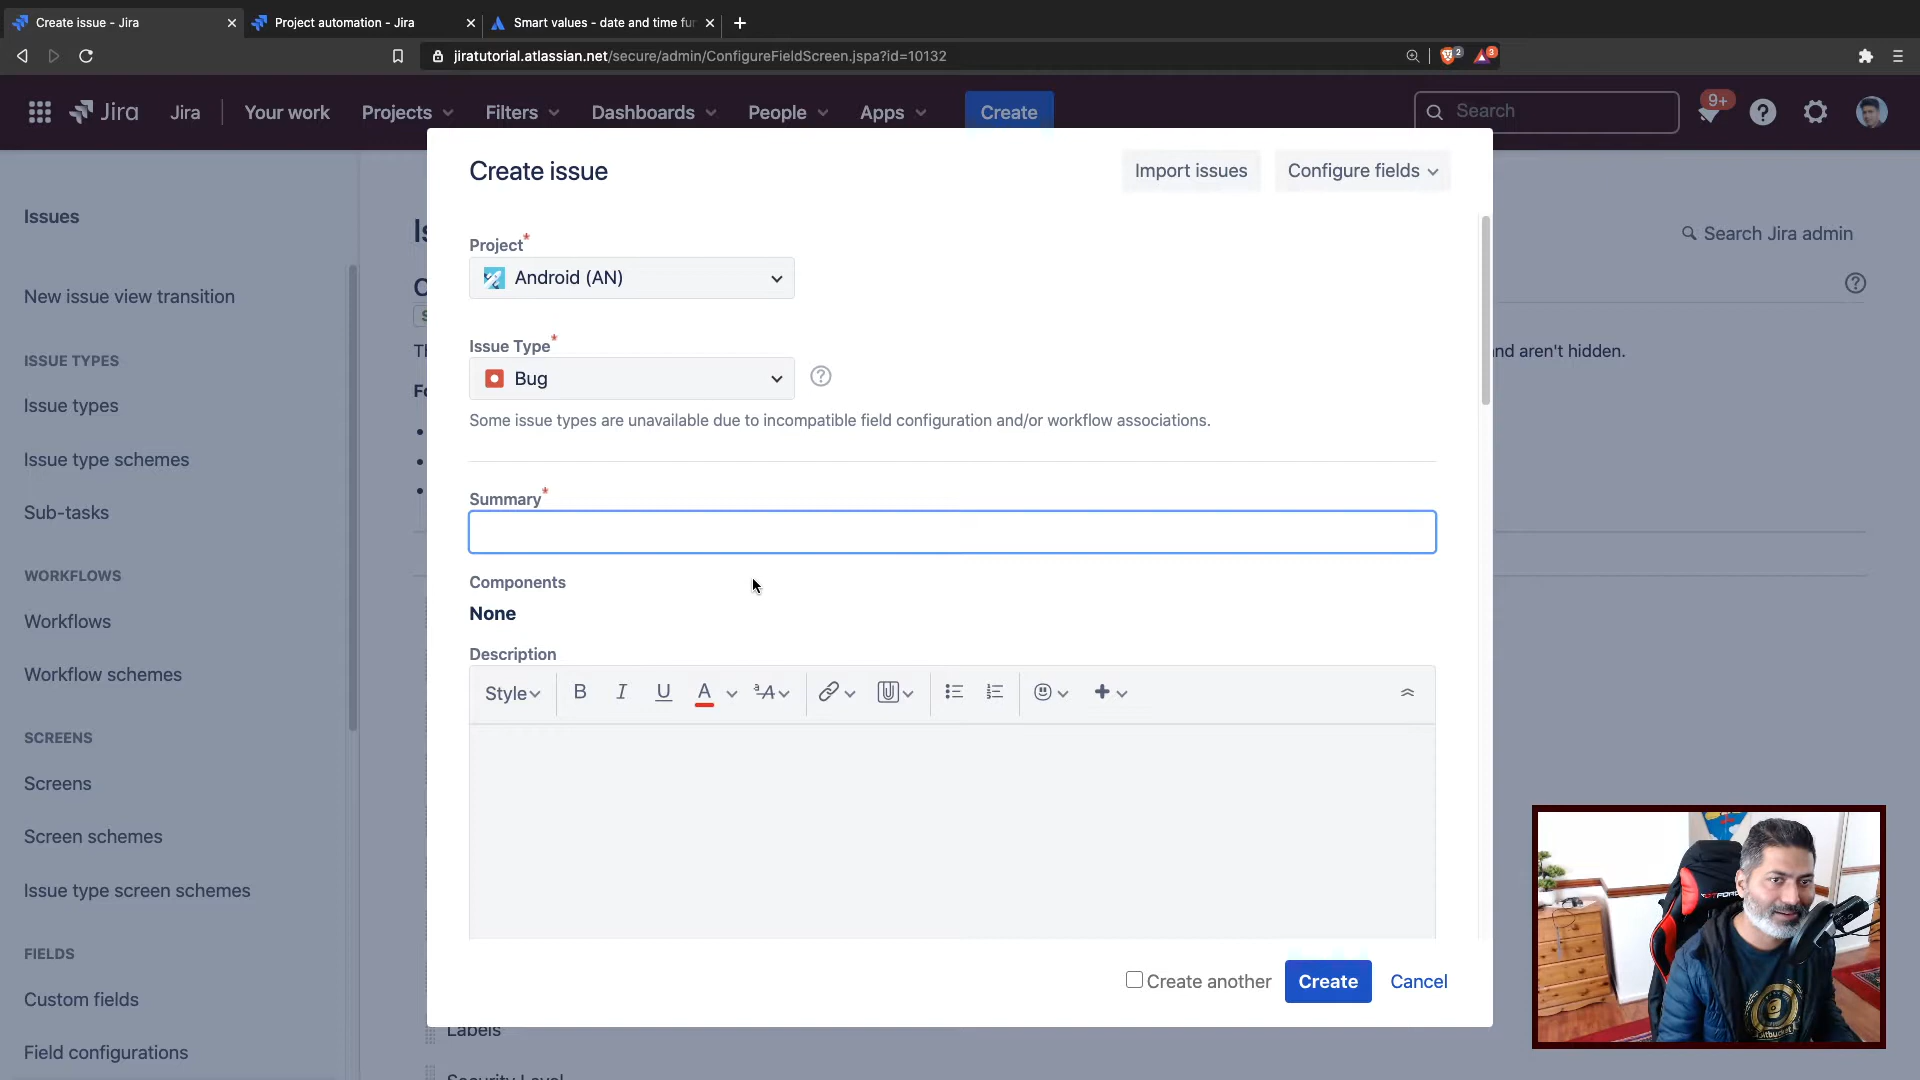 Create issue - Jira
Project automation - Jira
Smart values - date and time fun
jiratutorial.atlassian.net/secure/admin/ConfigureFieldScreen.jspa?id=10132
2
3
Jira
Jira
Your work
Projects
Filters
Dashboards
People
Apps
Create
Search
9+
Issues
New issue view transition
ISSUE TYPES
Issue types
Issue type schemes
Sub-tasks
WORKFLOWS
Workflows
Workflow schemes
SCREENS
Screens
Screen schemes
Issue type screen schemes
FIELDS
Custom fields
Field configurations
Search Jira admin
nd aren't hidden.
Create issue
Import issues
Configure fields
Project*
Android (AN)
Issue Type*
Bug
Some issue types are unavailable due to incompatible field configuration and/or workflow associations.
Summary*
Components
None
Description
Style
B I U A
Create another
Create
Cancel
Labels
Security Level